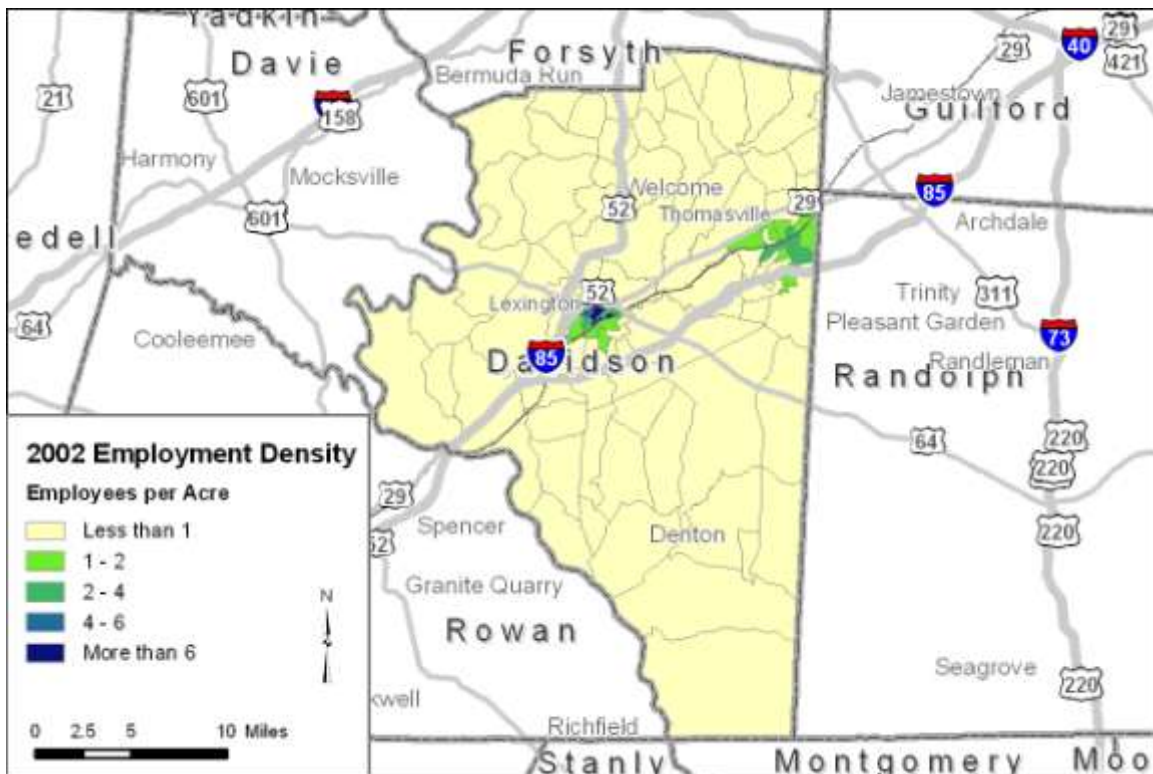 Yadkin
Forsyth
Davie
Bermuda Run
29
40
29
421
21
601
158
Jamestown
Guilford
Harmony
Mocksville
Welcome
52
Thomasville
29
85
601
Archdale
edell
Lexington
52
Trinity
311
64
Cooleemee
Pleasant Garden
73
85
Davidson
Randleman
Randolph
2002 Employment Density
Employees per Acre
Less than 1
1 - 2
2 - 4
4 - 6
More than 6
N
0 2.5 5 10 Miles
64
220
220
220
29
Spencer
52
Denton
Granite Quarry
Rowan
Seagrove
220
kwell
Richfield
Stanly
Montgomery
Moo